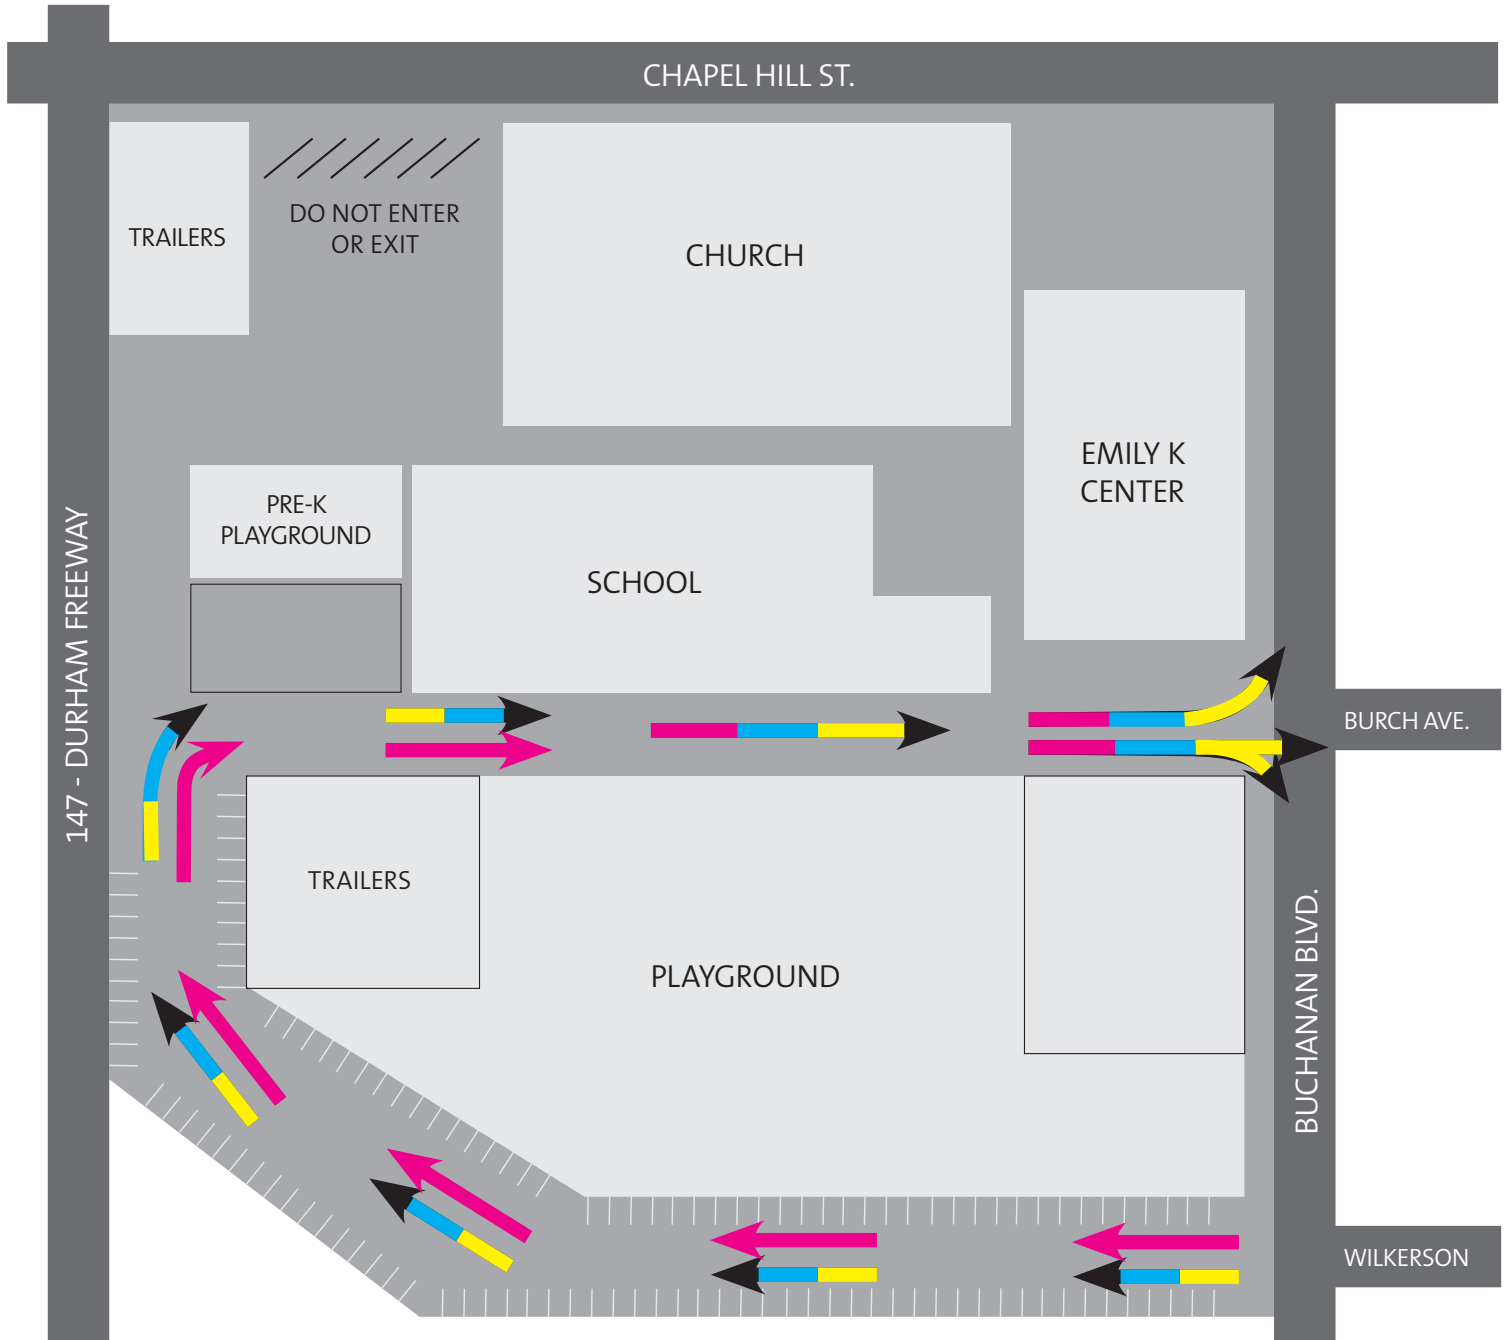 CHAPEL HILL ST.
TRAILERS
DO NOT ENTER
OR EXIT
CHURCH
EMILY K
CENTER
PRE-K
PLAYGROUND
SCHOOL
147 - DURHAM FREEWAY
BURCH AVE.
TRAILERS
PLAYGROUND
BUCHANAN BLVD.
WILKERSON